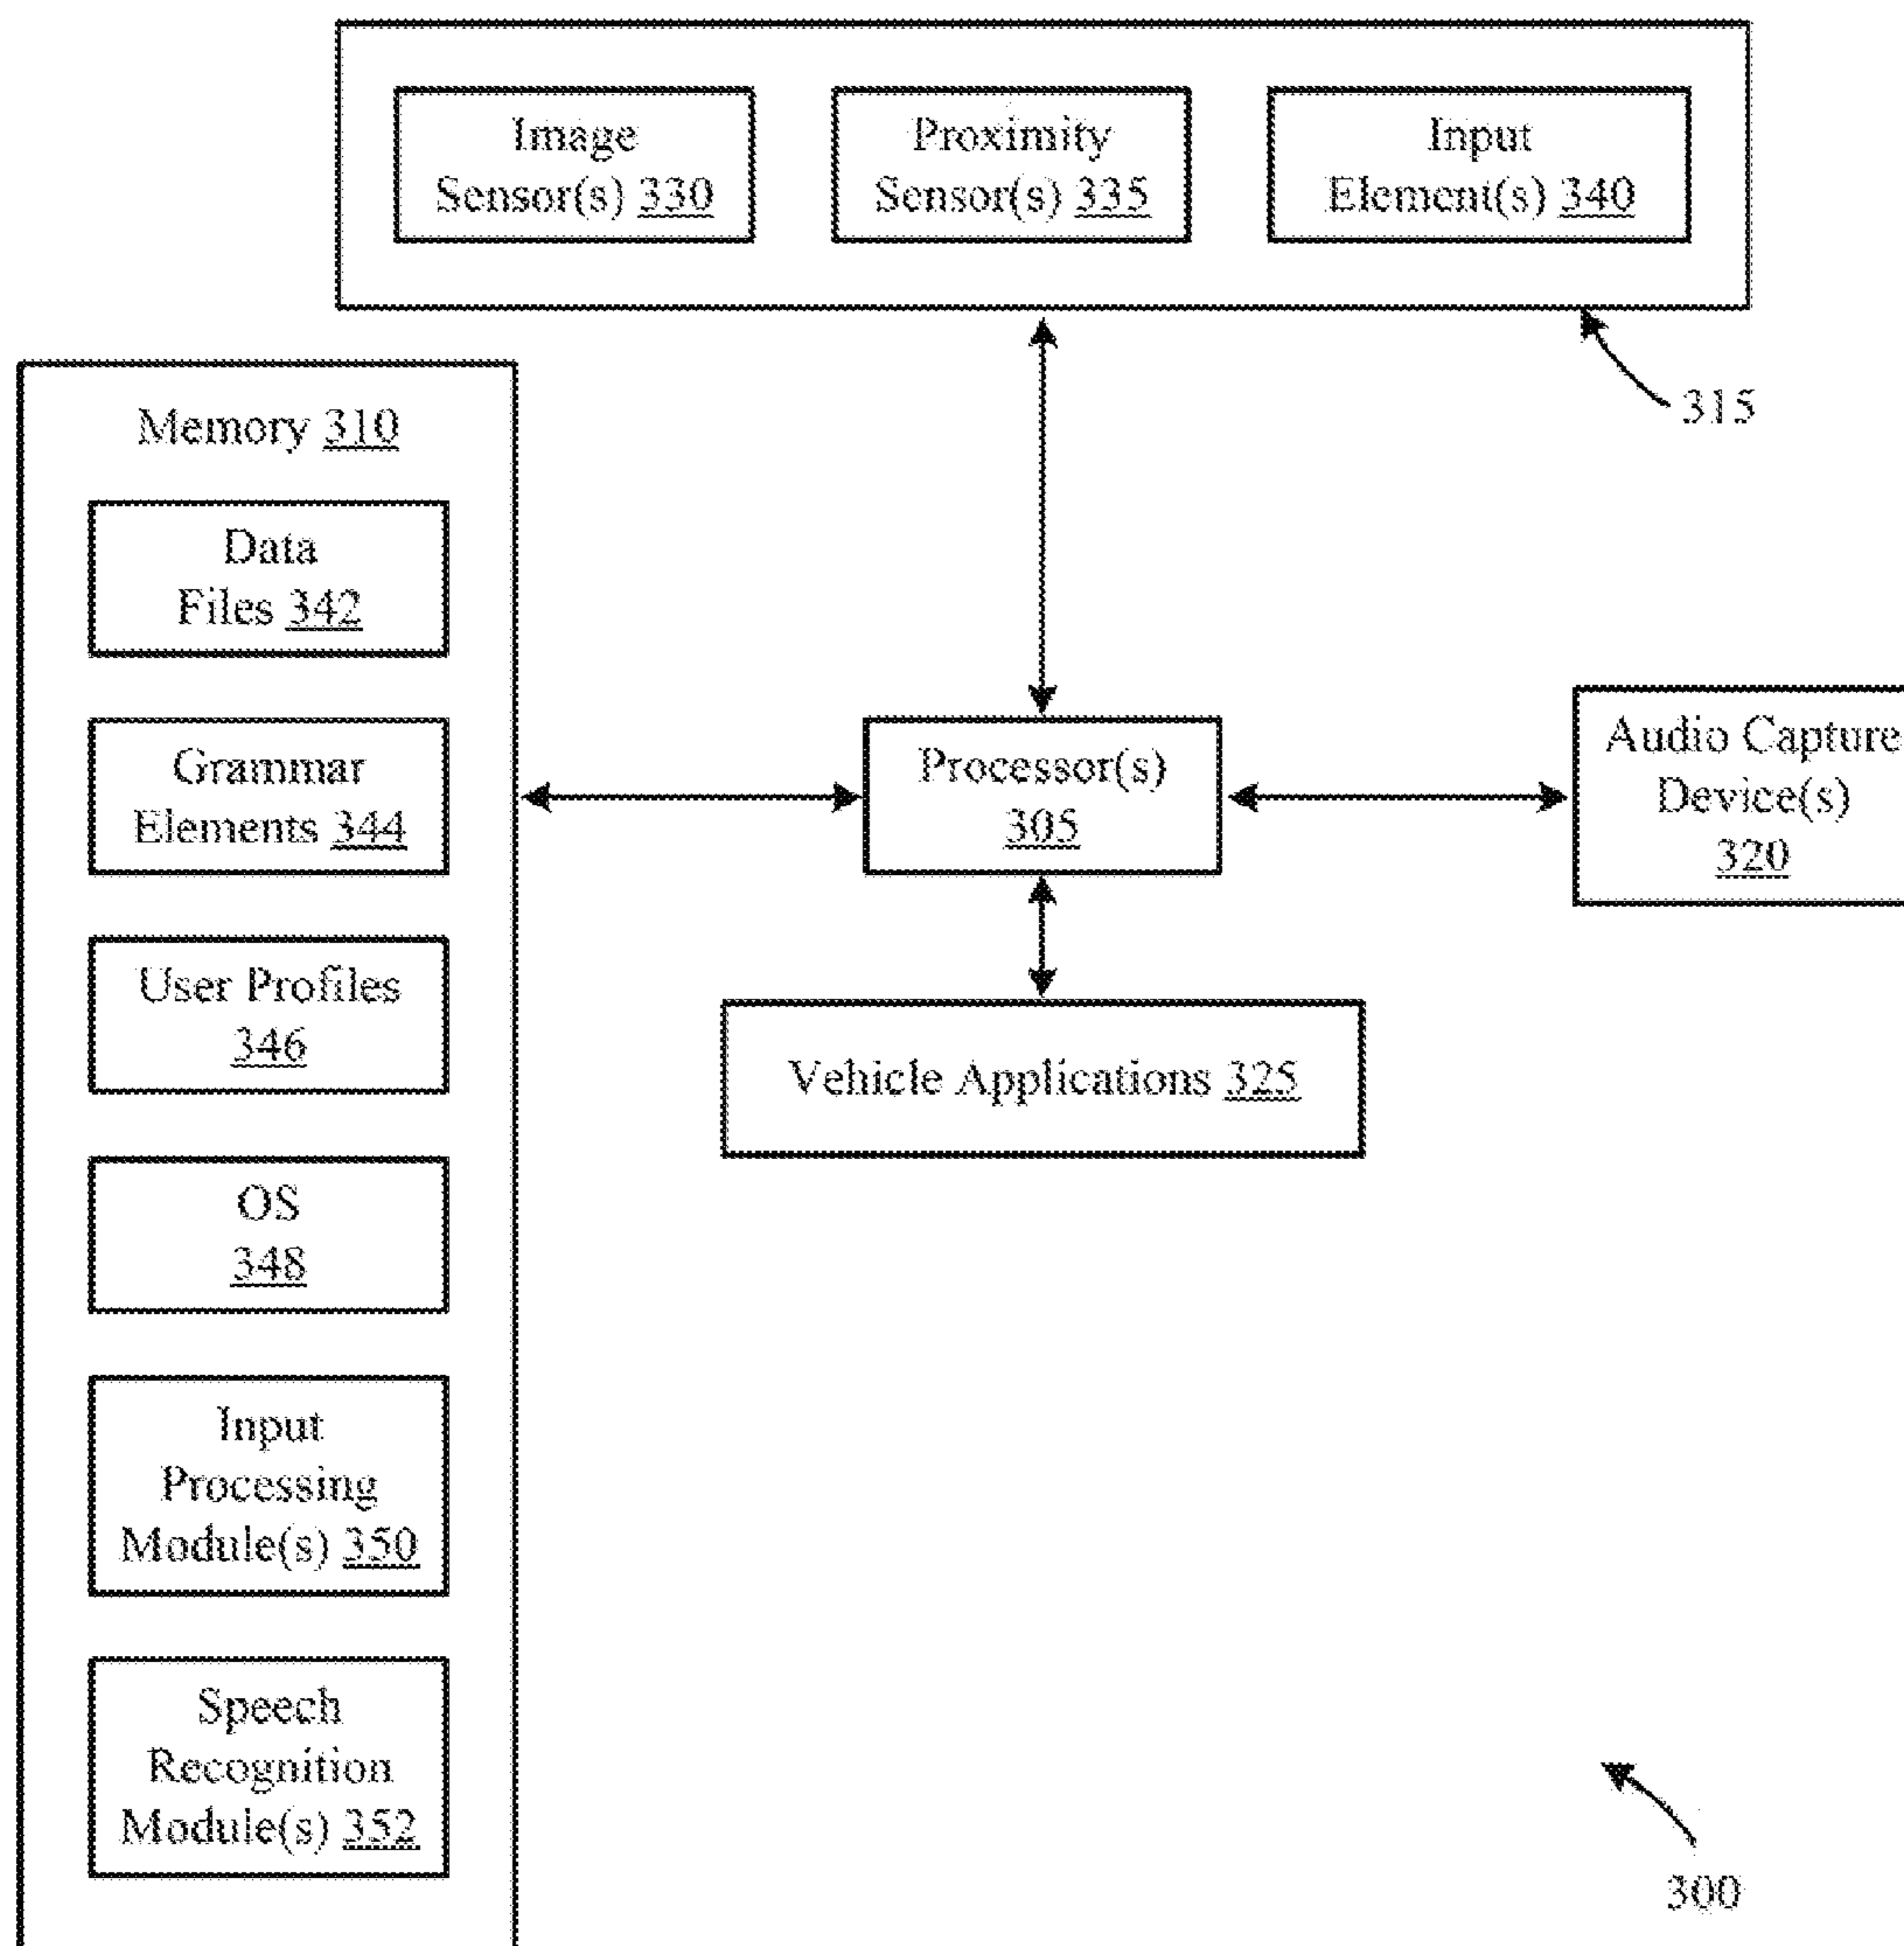 Image
Sensor(s) 330
Proximity
Sensor(s) 335
Input
Element(s) 340
315
Memory 310
Data
Files 342
Grammar
Elements 344
User Profiles
346
OS
348
Input
Processing
Module(s) 350
Speech
Recognition
Module(s) 352
Processor(s)
305
Audio Capture
Device(s)
320
Vehicle Applications 325
300